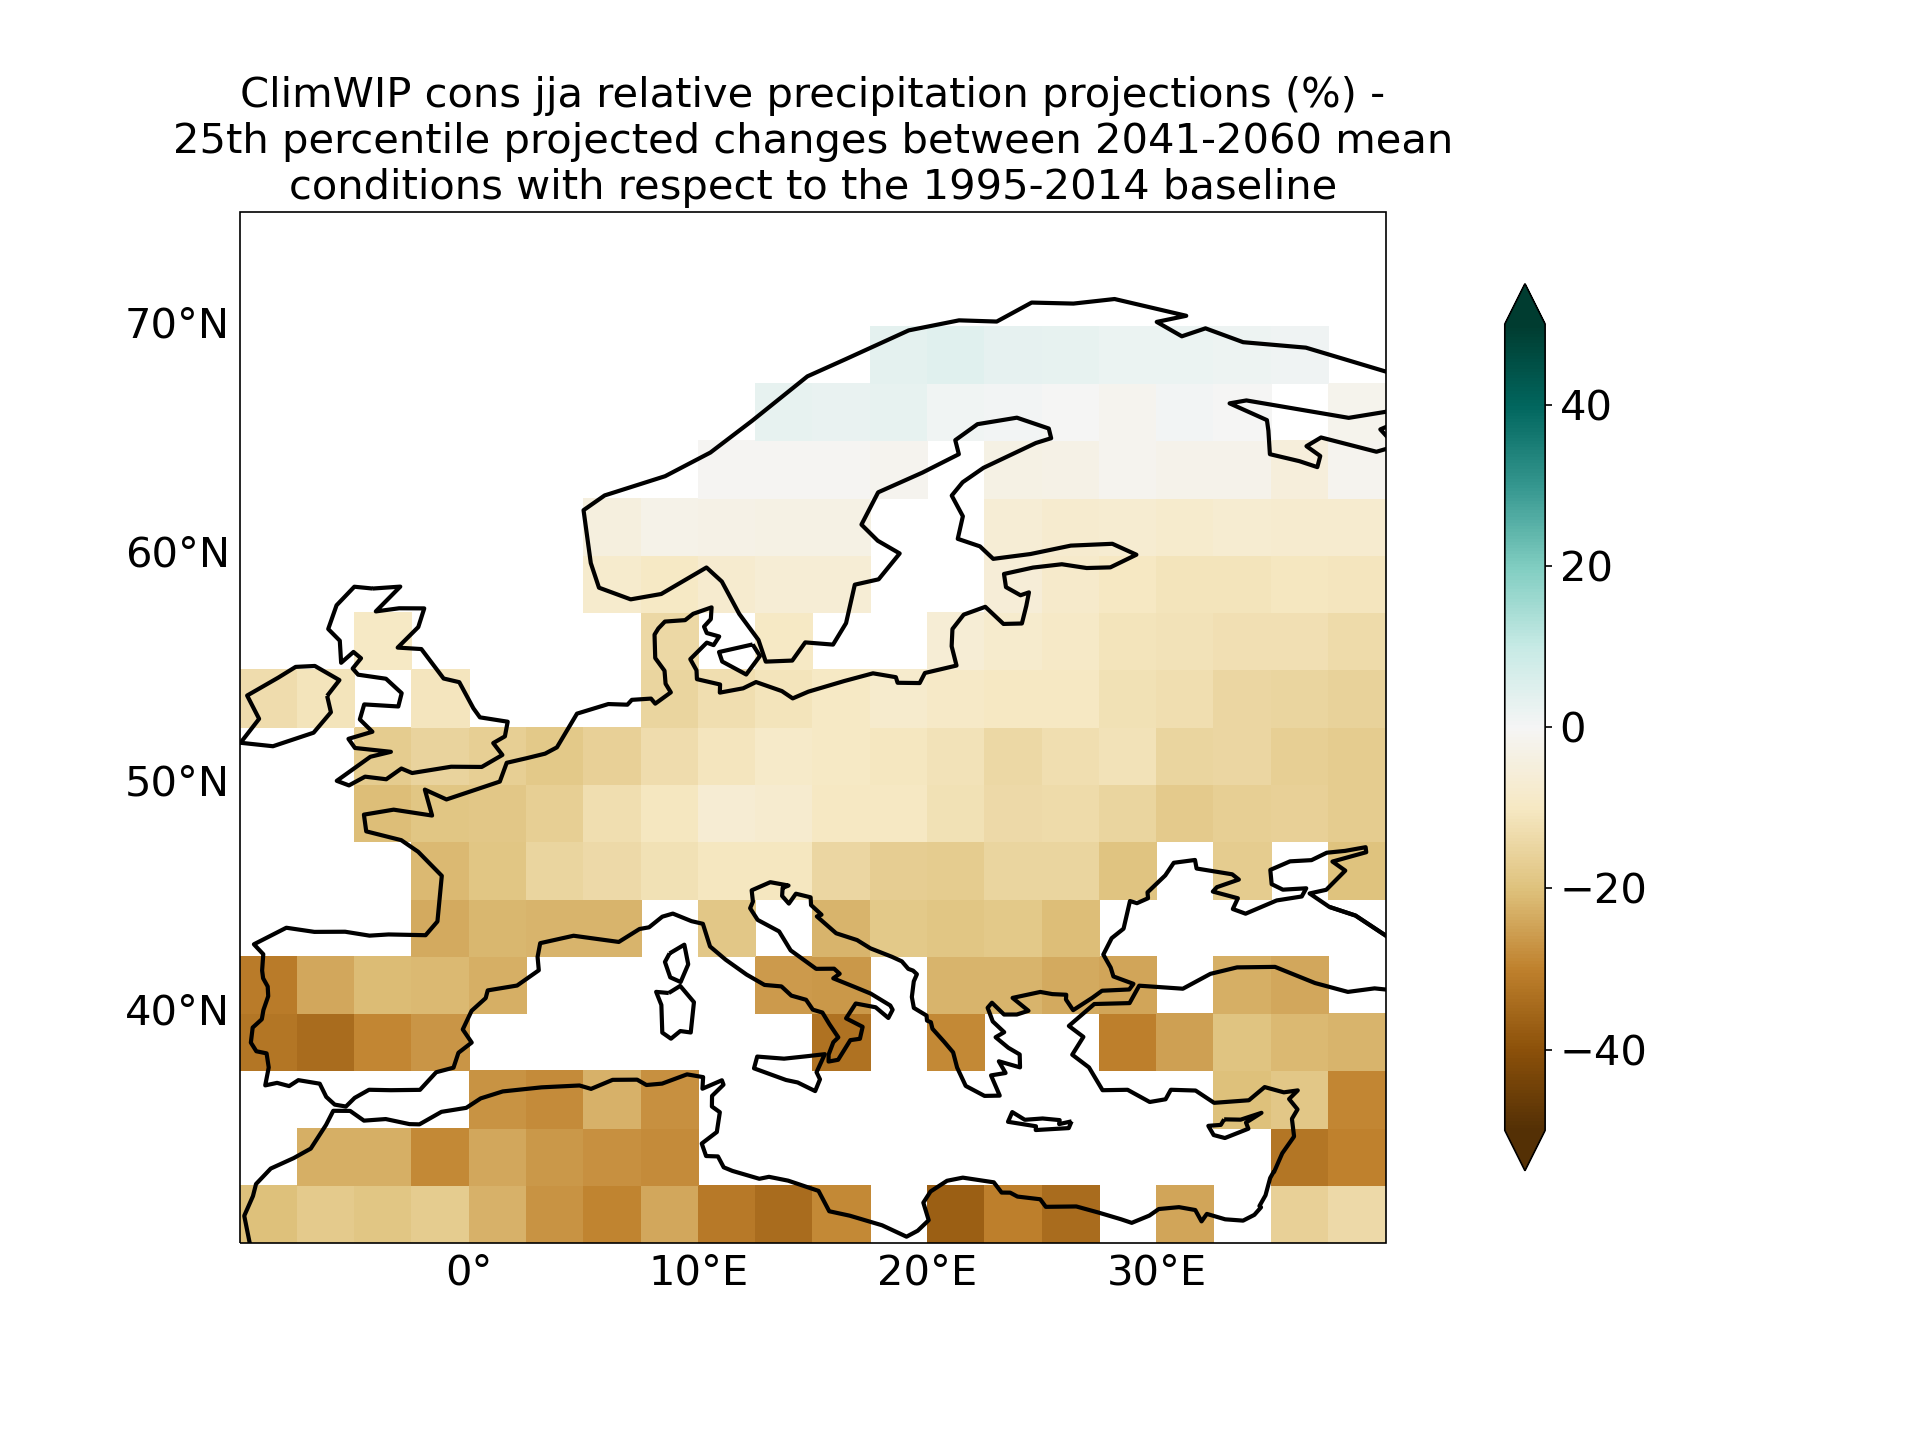 ClimWIP cons jja relative precipitation projections (%) -
25th percentile projected changes between 2041-2060 mean
conditions with respect to the 1995-2014 baseline
70°N
60°N
50°N
40°N
0°
10°E
20°E
30°E
40
20
0
−20
−40